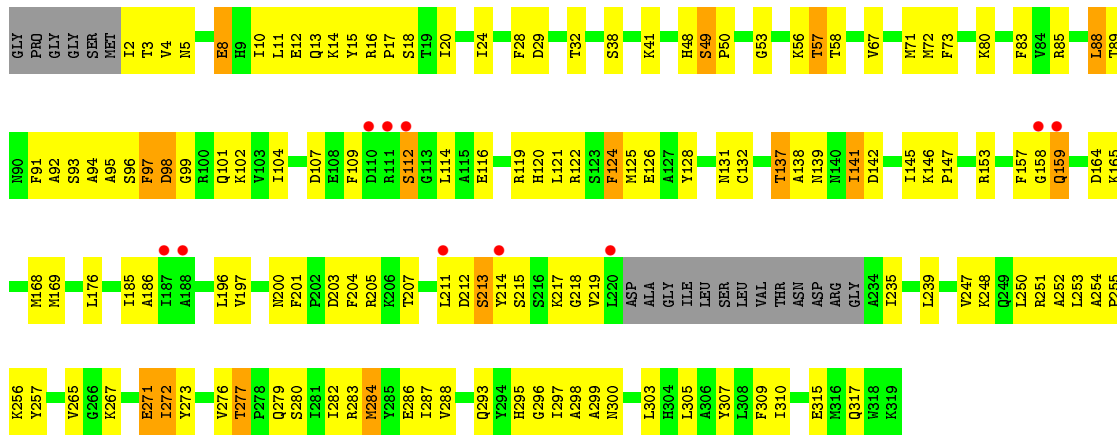 GLY PRO GLY GLY SER MET I2 T3 V4 N5 E8 H9 I10 L11 E12 Q13 K14 Y15 R16 P17 S18 T19 I20 I24 F28 D29 T32 S38 K41 H48 S49 P50 G53 K56 T57 T58 V67 M71 M72 F73 K80 F83 V84 R85 L88 T89
N90 F91 A92 S93 A94 A95 S96 F97 D98 G99 R100 Q101 K102 V103 I104 D107 E108 F109 D110 R111 S112 G113 L114 A115 E116 R119 H120 L121 R122 S123 F124 M125 E126 A127 Y128 N131 C132 T137 A138 N139 N140 I141 D142 I145 K146 P147 R153 F157 G158 Q159 D164 K165
M168 M169 L176 I185 A186 I187 A188 L196 V197 N200 F201 P202 D203 F204 R205 K206 T207 L211 D212 S213 Y214 S215 S216 K217 G218 V219 L220 ASP ALA GLY ILE LEU SER LEU VAL THR ASN ASP ARG GLY A234 I235 L239 V247 K248 Q249 L250 R251 A252 L253 A254 P255
K256 Y257 V265 G266 K267 E271 I272 Y273 V276 T277 P278 Q279 S280 I281 I282 R283 M284 Y285 E286 I287 V288 Q293 Y294 H295 G296 I297 A298 A299 N300 L303 H304 L305 A306 Y307 L308 F309 I310 E315 M316 Q317 W318 K319